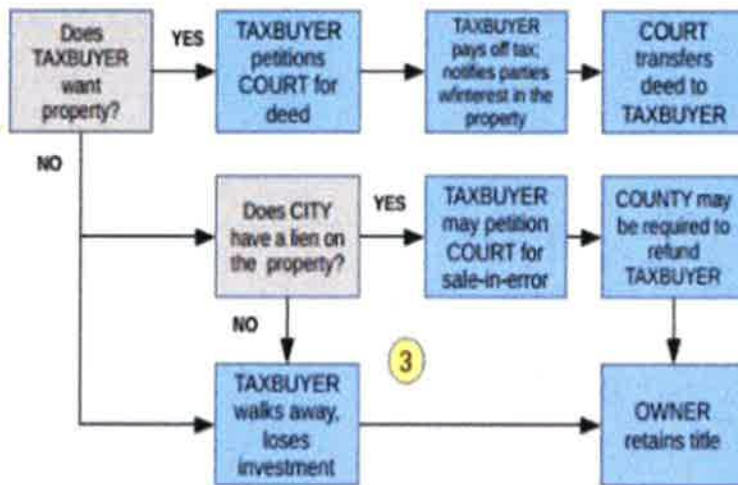 Does
TAXBUYER
want
property?
YES
TAXBUYER
petitions
COURT for
deed
TAXBUYER
pays off tax;
notifies parties
w/interest in the
property
COURT
transfers
deed to
TAXBUYER
NO
Does CITY
have a lien on
the property?
YES
TAXBUYER
may petition
COURT for
sale-in-error
COUNTY may
be required to
refund
TAXBUYER
NO
3
TAXBUYER
walks away,
loses
investment
OWNER
retains title